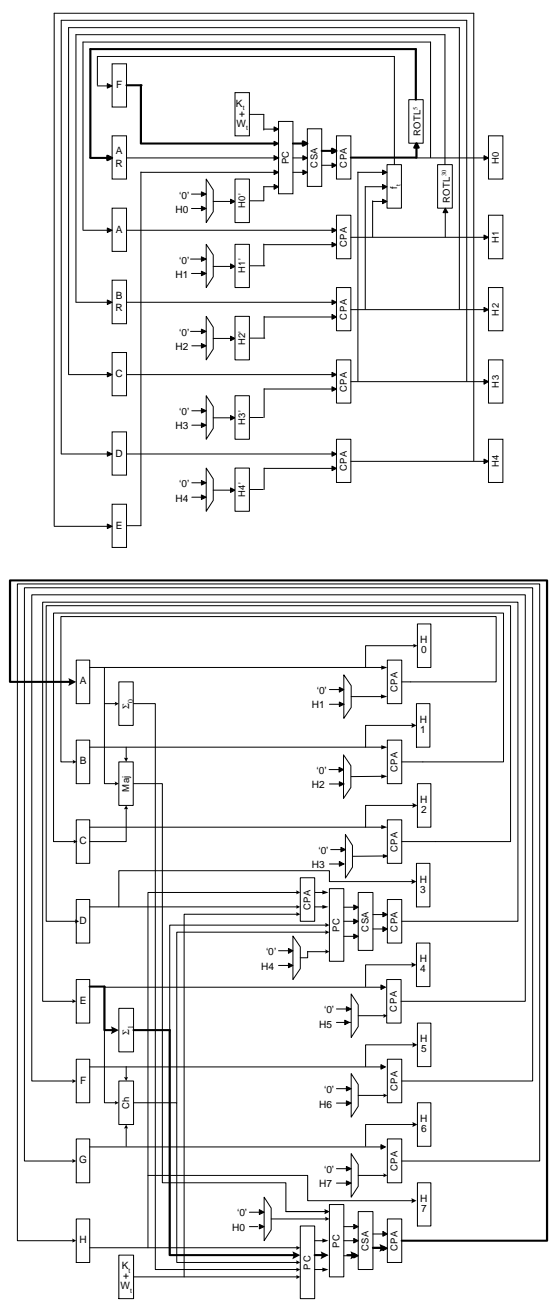 F
K_t + W_t
A R
PC
CSA
CPA
ROTL^5
H0
'0'
H0
H0'
f_t
ROTL^30
A
'0'
H1
H1'
CPA
H1
B R
'0'
H2
H2'
CPA
H2
C
'0'
H3
H3'
CPA
H3
D
'0'
H4
H4'
CPA
H4
E
A
Σ_0
'0'
H1
CPA
H 0
B
Maj
'0'
H2
CPA
H 1
C
'0'
H3
CPA
H 2
D
CPA
PC
CSA
CPA
H 3
'0'
H4
E
Σ_1
'0'
H5
CPA
H 4
F
Ch
'0'
H6
CPA
H 5
G
'0'
H7
CPA
H 6
H
'0'
H0
PC
PC
CSA
CPA
H 7
K_t + W_t